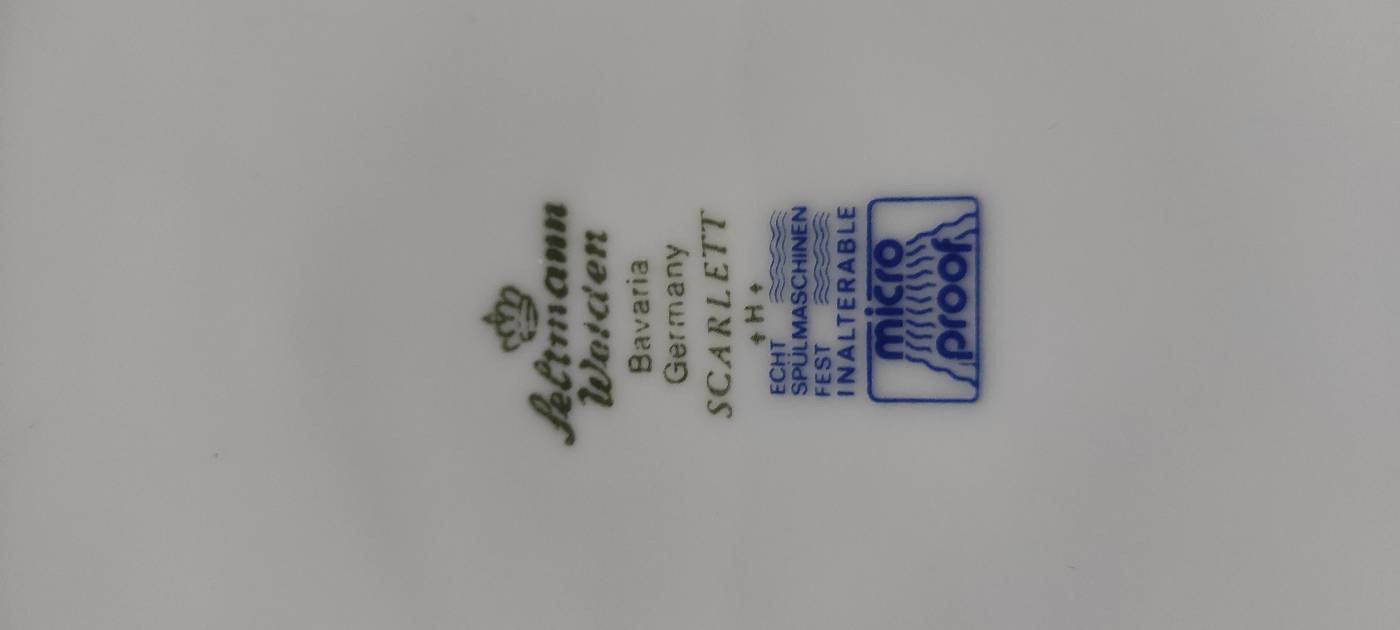 Seltmann
Weiden
Bavaria
Germany
SCARLETT
+H+
ECHT
SPÜLMASCHINEN
FEST
INALTERABLE
micro
proof